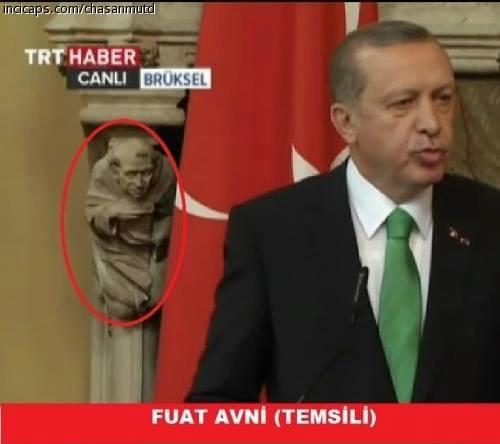 incicaps.com/chasanmutd
TRT HABER
CANLI BRÜKSEL
FUAT AVNİ (TEMSİLİ)